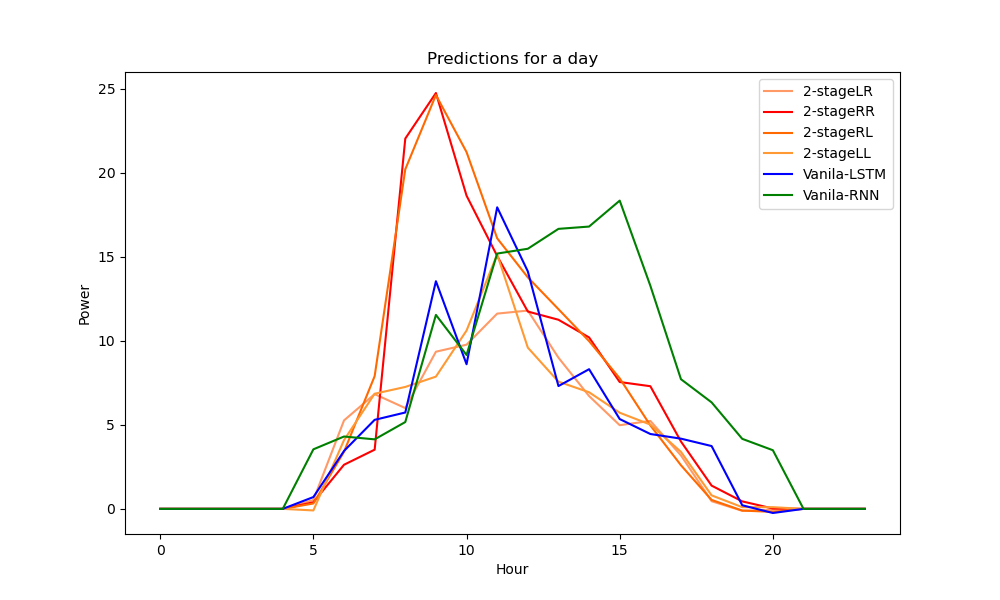 Predictions for a day
25
20
15
10
5
0
Power
0 5 10 15 20
Hour
2-stageLR
2-stageRR
2-stageRL
2-stageLL
Vanila-LSTM
Vanila-RNN